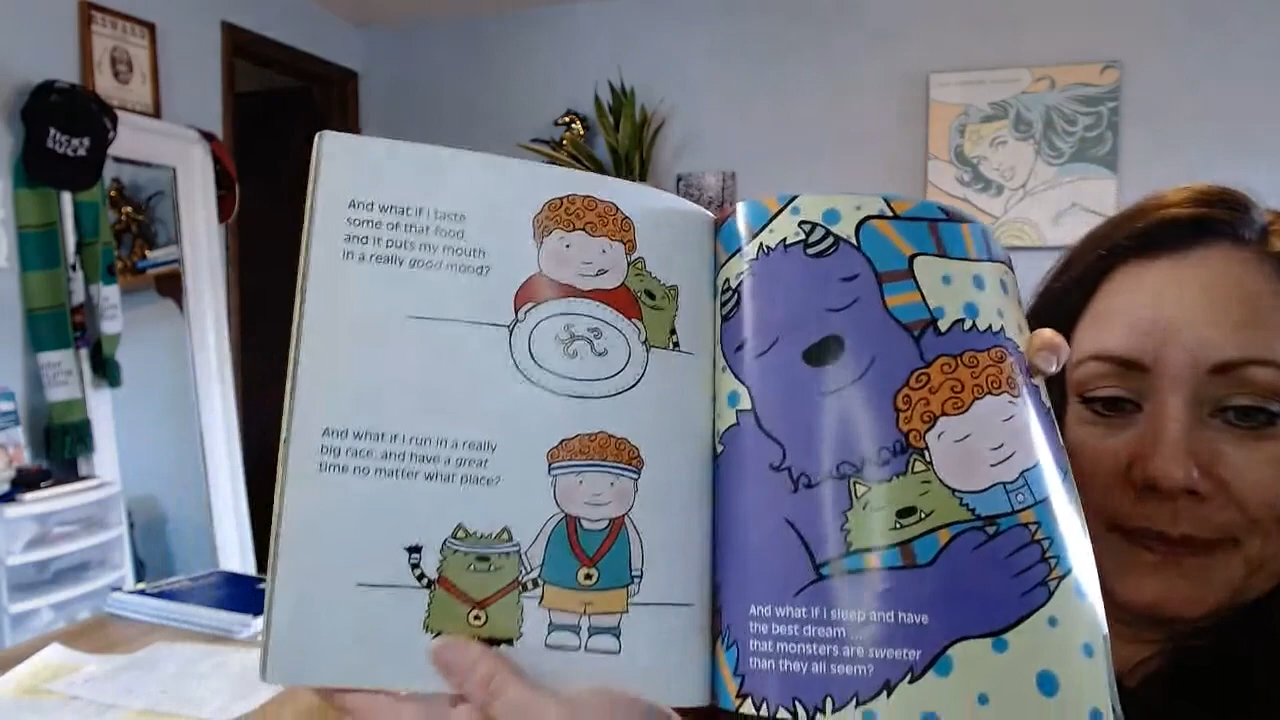 And what if I taste
some of that food,
and it puts my mouth
in a really good mood?
And what if I run in a really
big race, and have a great
time no matter what place?
And what if I sleep and have
the best dream ...
that monsters are sweeter
than they all seem?